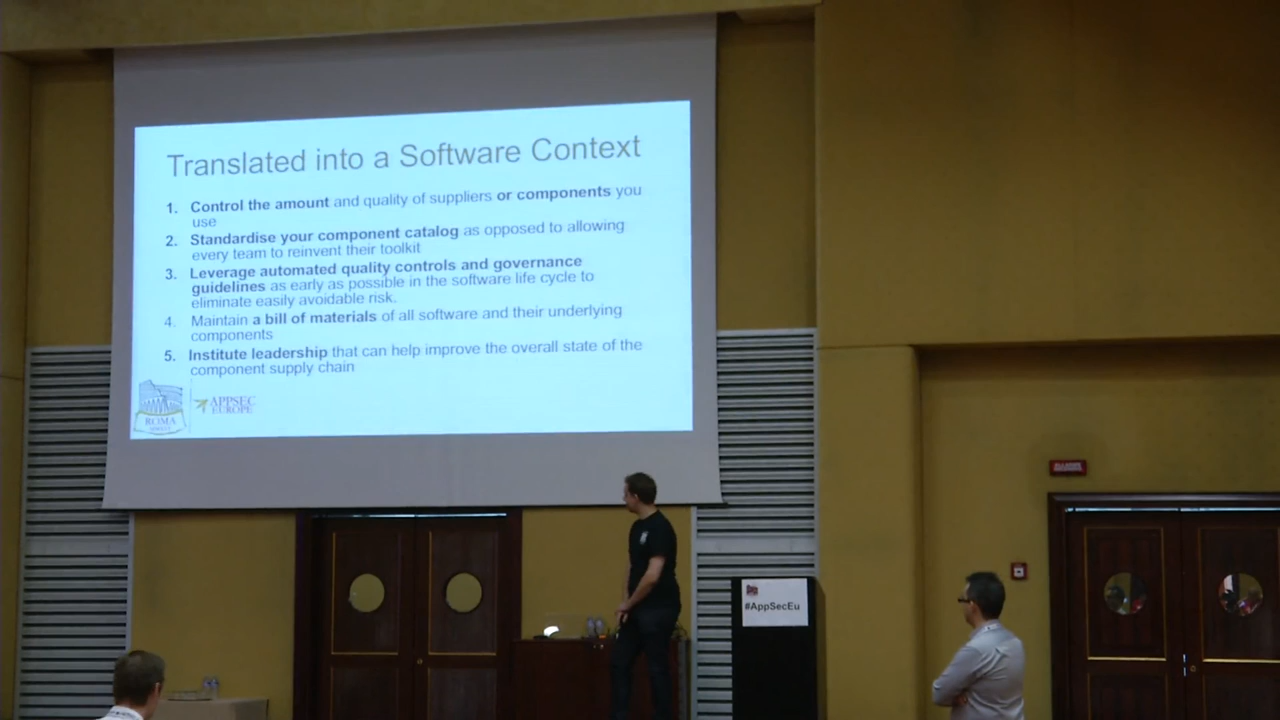 Translated into a Software Context
1. Control the amount and quality of suppliers or components you
use
2. Standardise your component catalog as opposed to allowing
every team to reinvent their toolkit
3. Leverage automated quality controls and governance
guidelines as early as possible in the software life cycle to
eliminate easily avoidable risk.
4. Maintain a bill of materials of all software and their underlying
components
5. Institute leadership that can help improve the overall state of the
component supply chain
APPSEC
EUROPE
ROMA
#AppSecEu